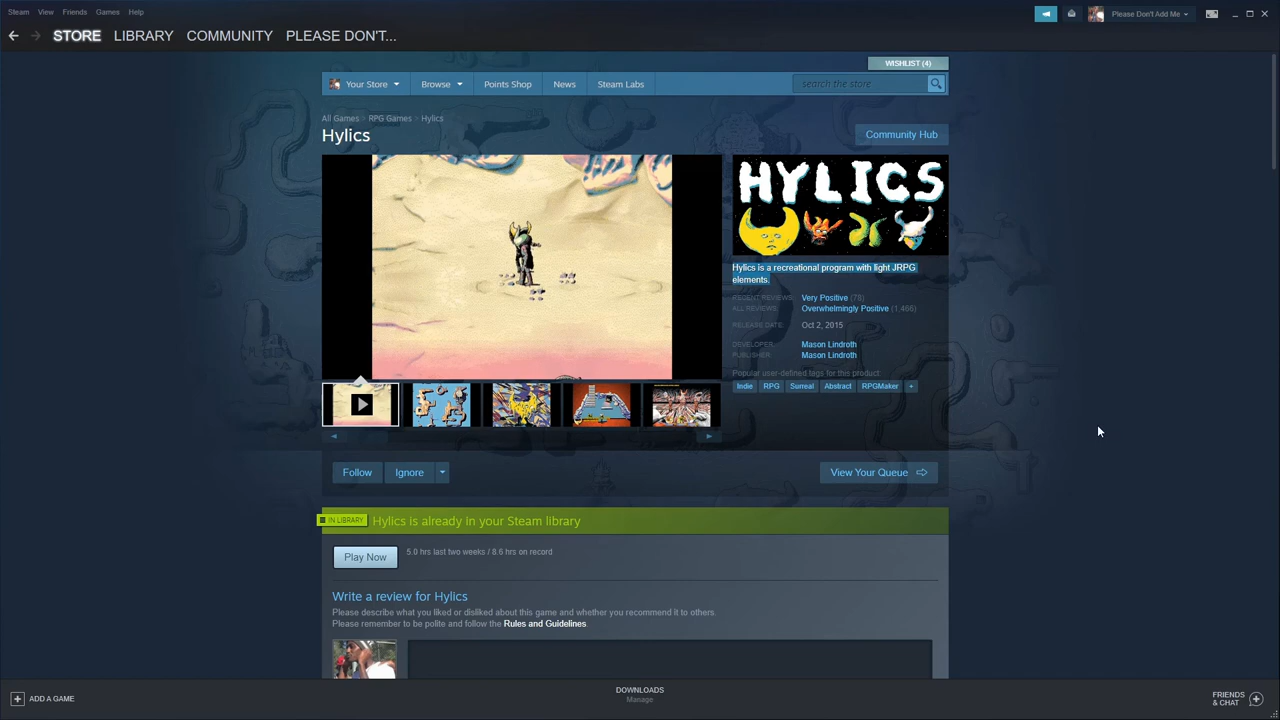 Steam View Friends Games Help
Please Don't Add Me
STORE LIBRARY COMMUNITY PLEASE DON'T...
WISHLIST (4)
Your Store Browse Points Shop News Steam Labs search the store
All Games > RPG Games > Hylics
Hylics
Community Hub
HYLICS
Hylics is a recreational program with light JRPG
elements.
RECENT REVIEWS: Very Positive (78)
ALL REVIEWS: Overwhelmingly Positive (1,466)
RELEASE DATE: Oct 2, 2015
DEVELOPER: Mason Lindroth
PUBLISHER: Mason Lindroth
Popular user-defined tags for this product:
Indie RPG Surreal Abstract RPGMaker +
Follow Ignore View Your Queue
IN LIBRARY Hylics is already in your Steam library
Play Now 5.0 hrs last two weeks / 8.6 hrs on record
Write a review for Hylics
Please describe what you liked or disliked about this game and whether you recommend it to others.
Please remember to be polite and follow the Rules and Guidelines.
ADD A GAME
DOWNLOADS
Manage
FRIENDS
& CHAT